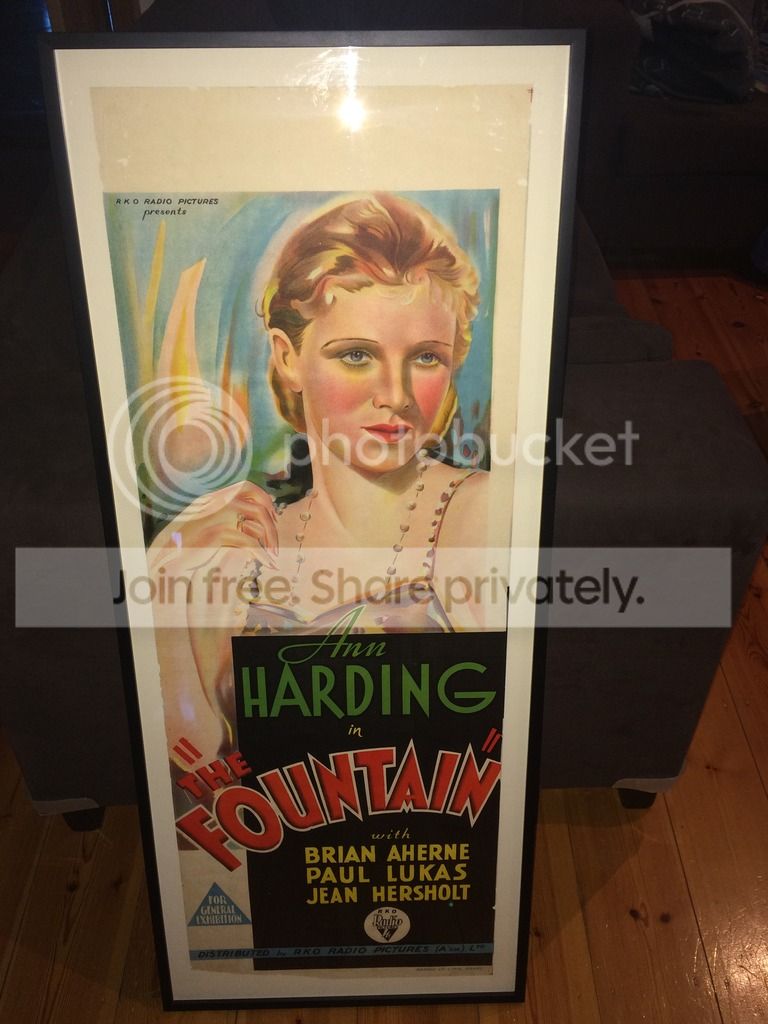 RKO RADIO PICTURES
presents
photobucket
Join free. Share privately.
Ann
HARDING
in
"THE
FOUNTAIN"
with
BRIAN AHERNE
PAUL LUKAS
JEAN HERSHOLT
FOR
GENERAL
EXHIBITION
RKO
Radio
DISTRIBUTED by RKO RADIO PICTURES (A'sia), LTD